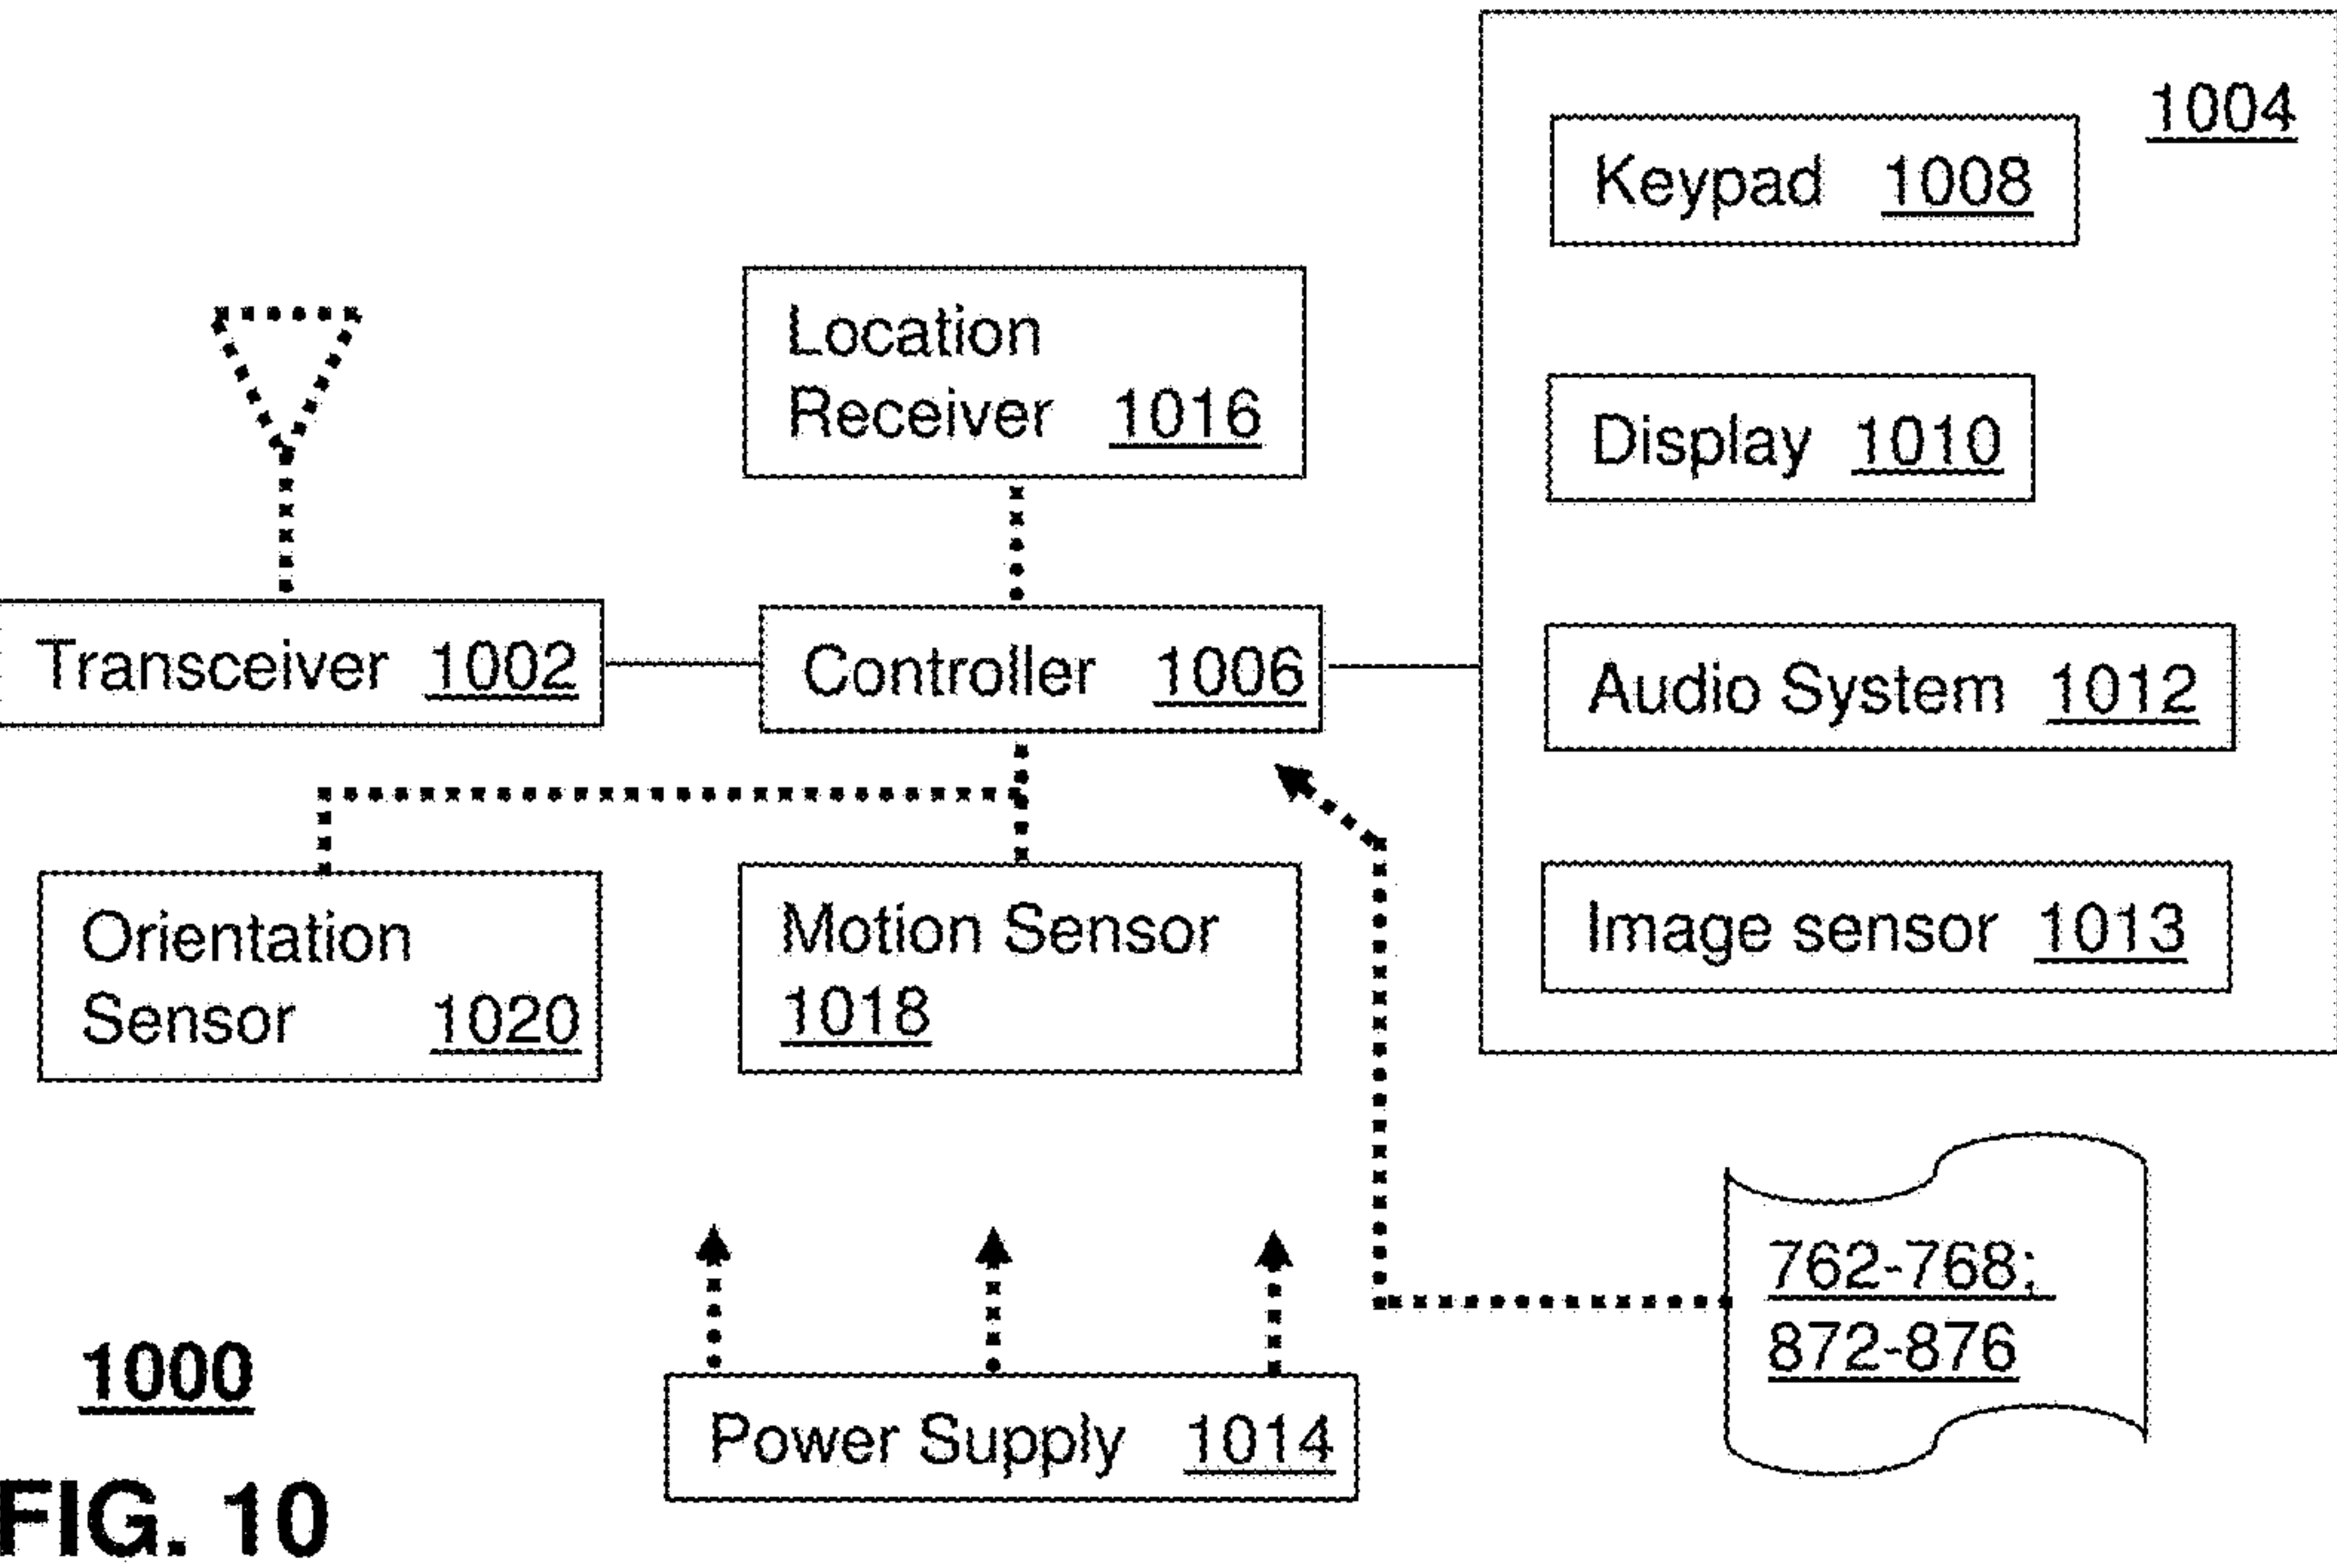 1004
Keypad 1008
Location
Receiver 1016
Display 1010
Transceiver 1002
Controller 1006
Audio System 1012
Orientation
Sensor 1020
Motion Sensor
1018
Image sensor 1013
762-768;
872-876
1000
Power Supply 1014
FIG. 10